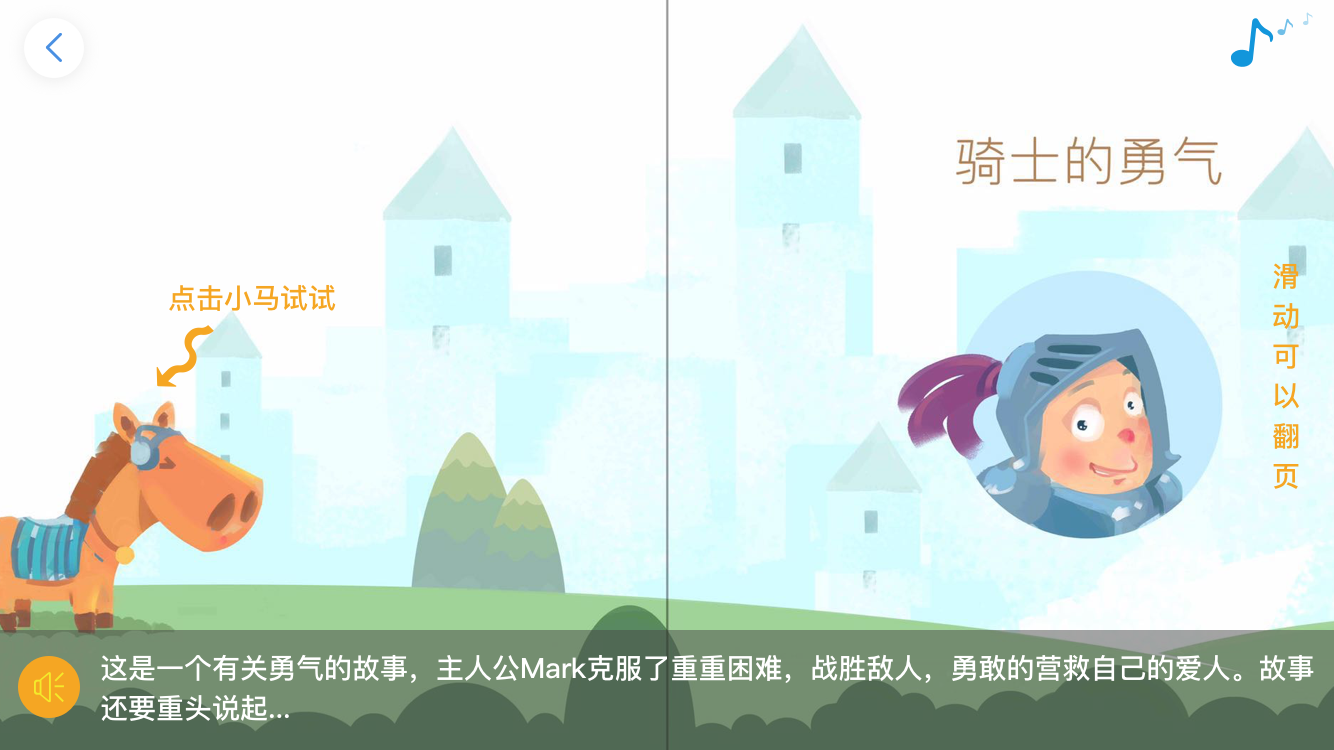 骑士的勇气
点击小马试试
滑动可以翻页
这是一个有关勇气的故事，主人公Mark克服了重重困难，战胜敌人，勇敢的营救自己的爱人。故事
还要重头说起...